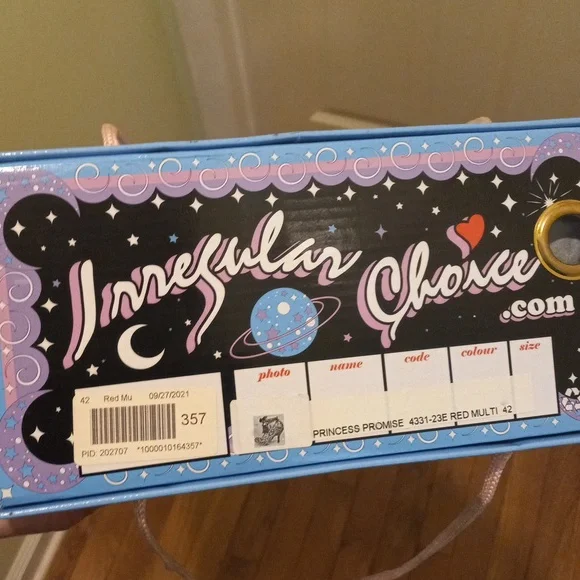 Irregular Choice
.com
photo name code colour size
PRINCESS PROMISE 4331-23E RED MULTI 42
42 Red Mu 09/27/2021
357
PID: 202707 *1000010164357*